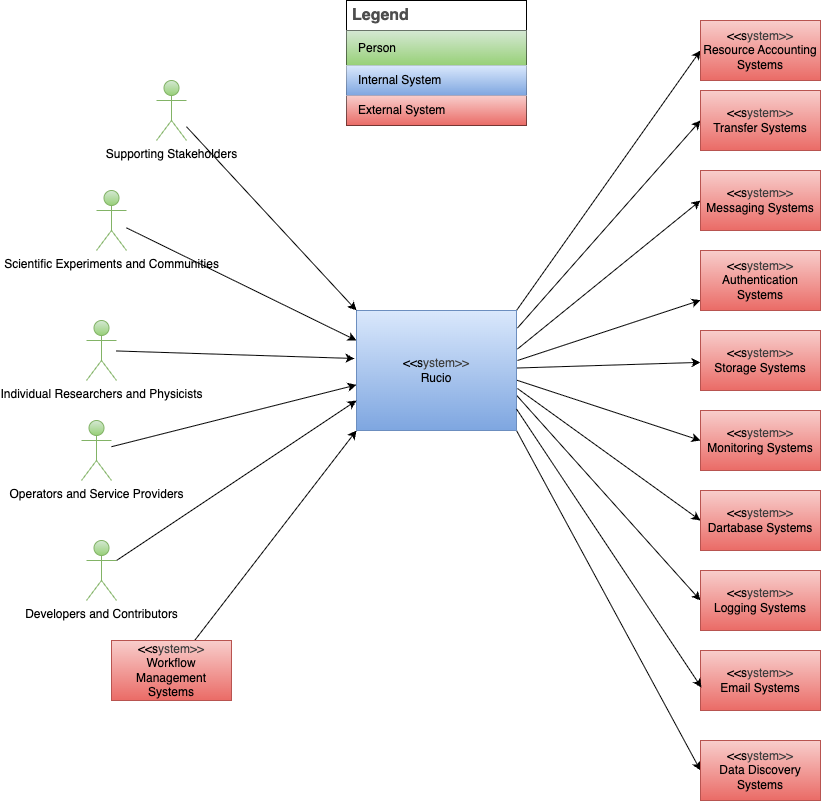 Legend
Person
Internal System
External System
Supporting Stakeholders
Scientific Experiments and Communities
Individual Researchers and Physicists
Operators and Service Providers
Developers and Contributors
<<system>>
Workflow
Management
Systems
<<system>>
Rucio
<<system>>
Resource Accounting
Systems
<<system>>
Transfer Systems
<<system>>
Messaging Systems
<<system>>
Authentication
Systems
<<system>>
Storage Systems
<<system>>
Monitoring Systems
<<system>>
Dartabase Systems
<<system>>
Logging Systems
<<system>>
Email Systems
<<system>>
Data Discovery
Systems